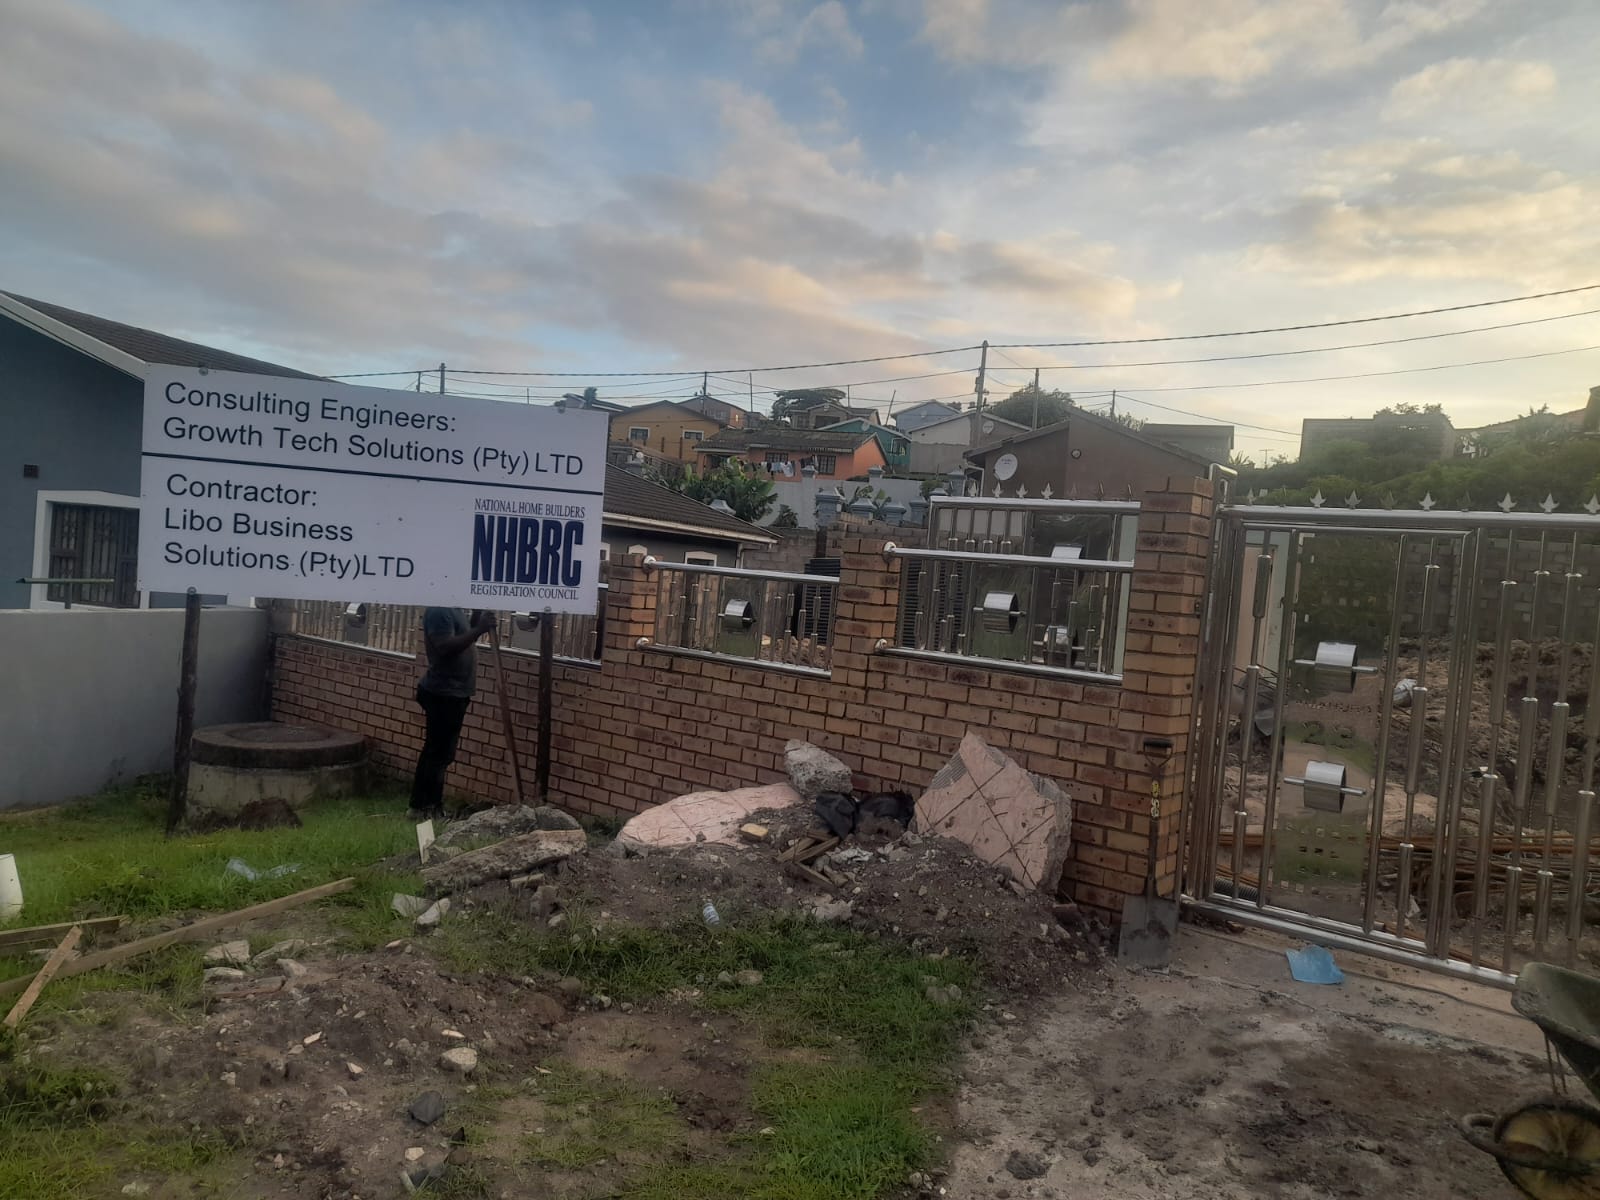 Consulting Engineers:
Growth Tech Solutions (Pty) LTD
Contractor:
Libo Business
Solutions (Pty)LTD
NATIONAL HOME BUILDERS
NHBRC
REGISTRATION COUNCIL